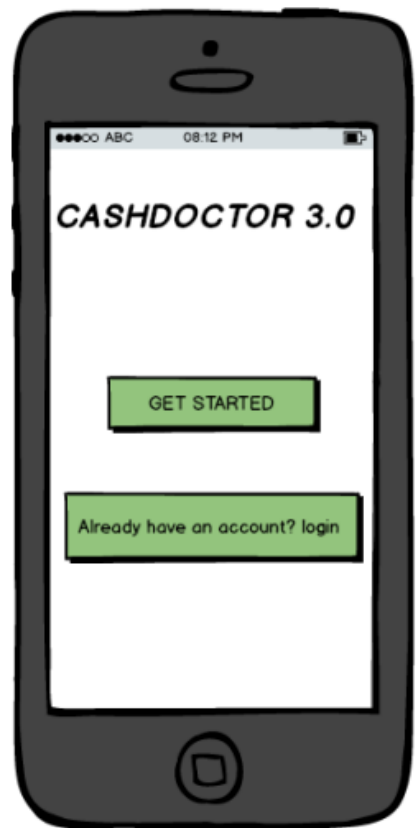 ABC 08:12 PM
CASHDOCTOR 3.0
GET STARTED
Already have an account? login